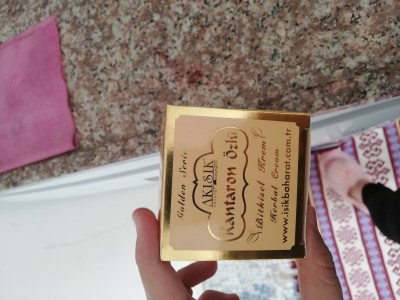 Golden Serie
AKIŞIK
Kantaron Özlü
Bitkisel Krem
Herbal Cream
www.isikbaharat.com.tr